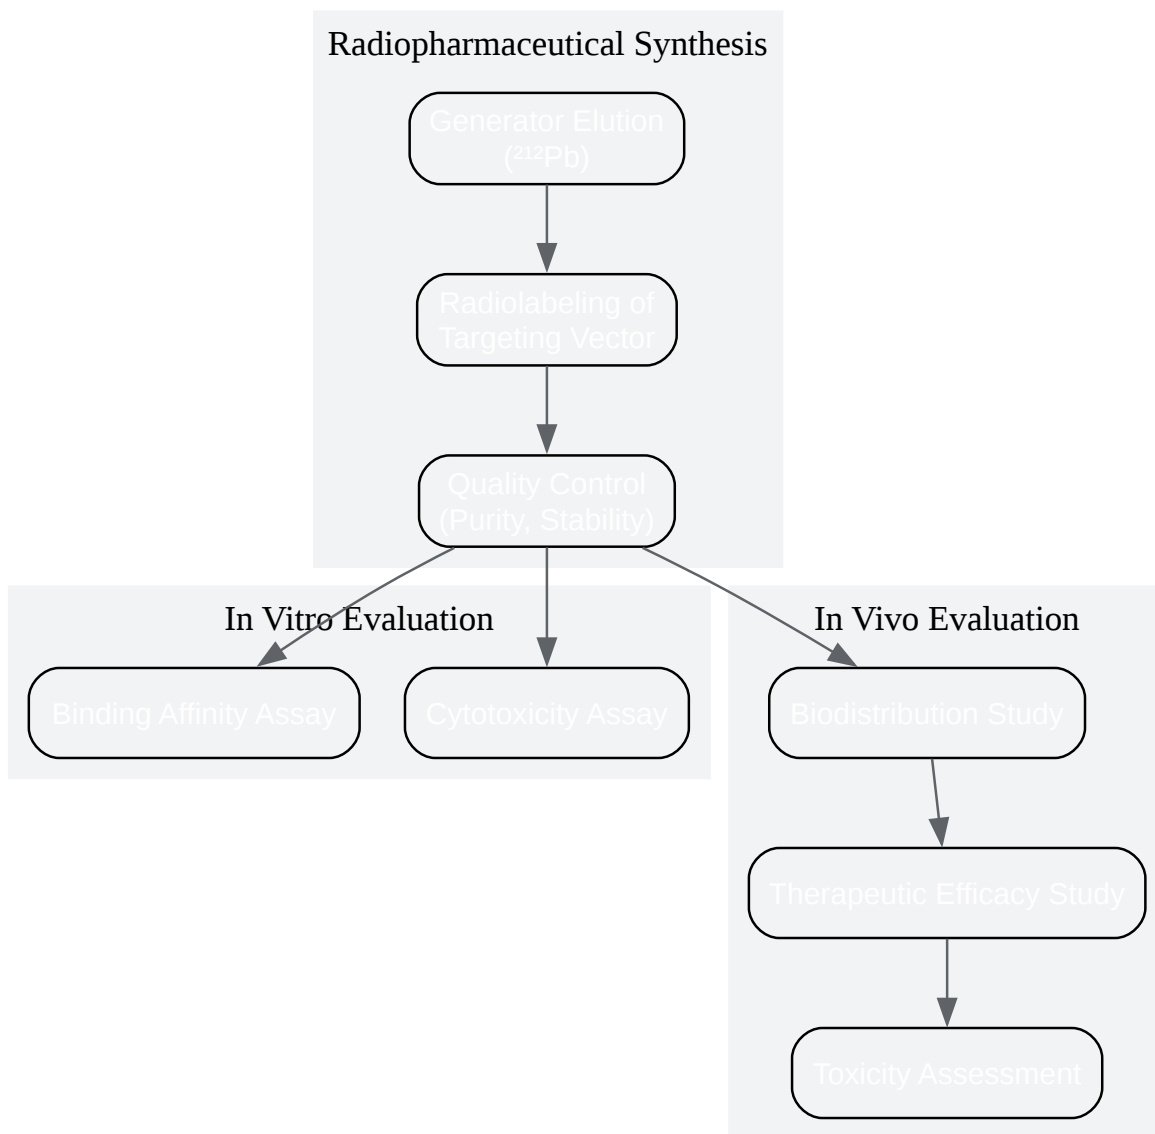 Radiopharmaceutical Synthesis
Generator Elution
(²¹²Pb)
Radiolabeling of
Targeting Vector
Quality Control
(Purity, Stability)
In Vitro Evaluation
Binding Affinity Assay
Cytotoxicity Assay
In Vivo Evaluation
Biodistribution Study
Therapeutic Efficacy Study
Toxicity Assessment